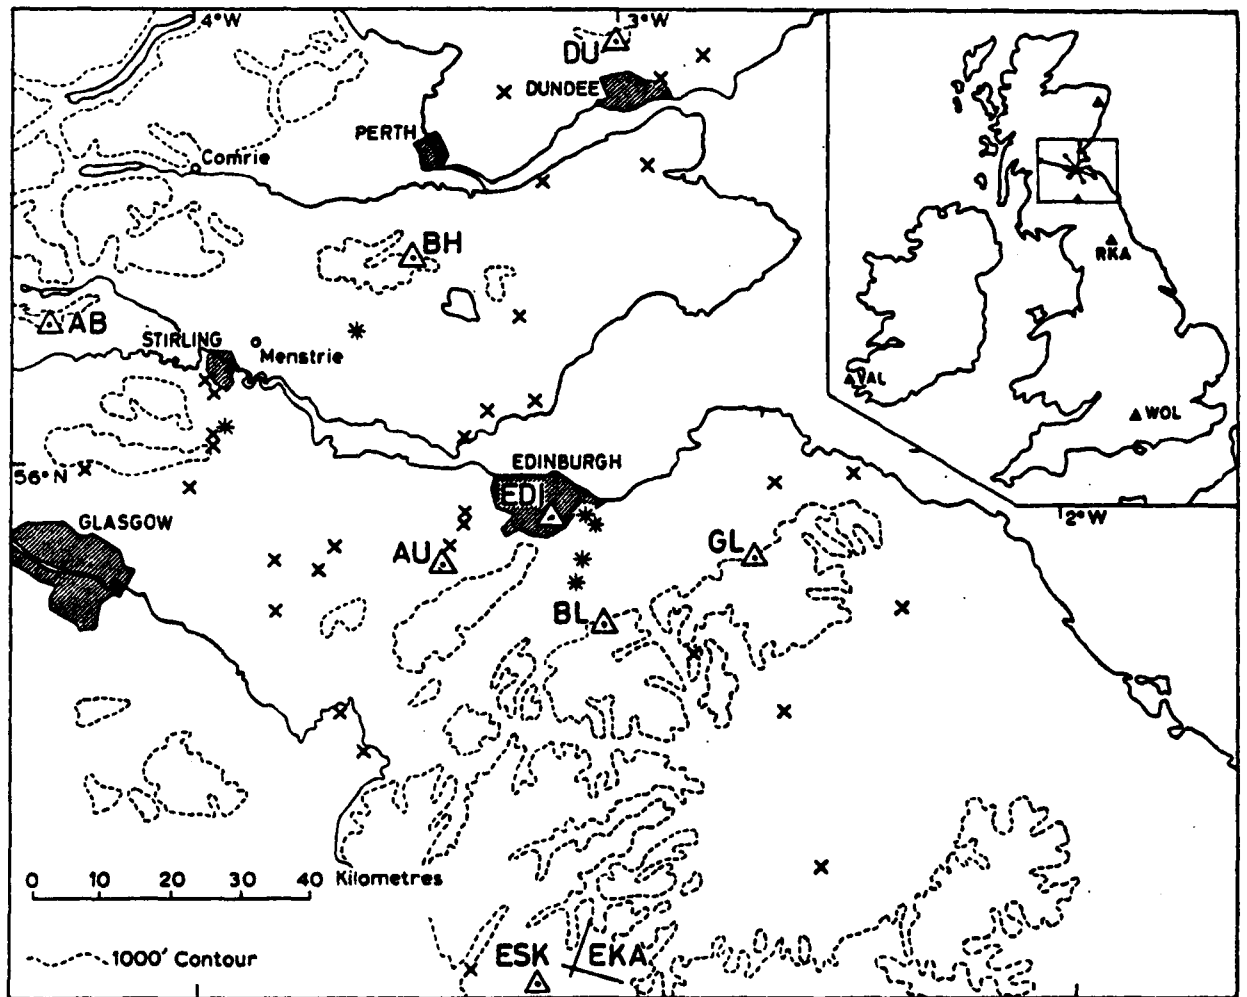 4°W
3°W
DU
DUNDEE
PERTH
Comrie
BH
RKA
AB
STIRLING
Menstrie
VAL
WOL
56°N
EDINBURGH
EDI
2°W
GLASGOW
AU
GL
BL
0 10 20 30 40 Kilometres
1000' Contour
ESK
EKA